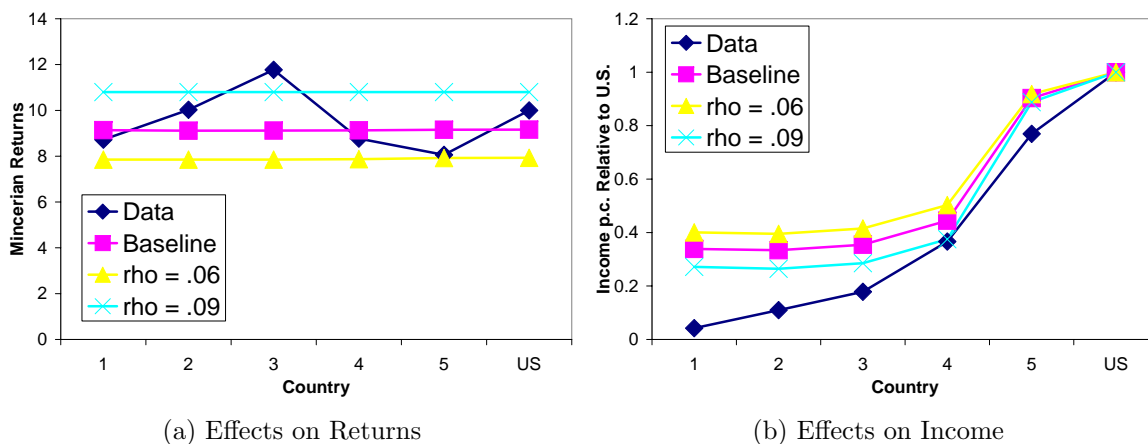 14
12
10
8
6
4
2
0
Mincerian Returns
Data
Baseline
rho = .06
rho = .09
1 2 3 4 5 US
Country
(a) Effects on Returns
1.2
1
0.8
0.6
0.4
0.2
0
Income p.c. Relative to U.S.
Data
Baseline
rho = .06
rho = .09
1 2 3 4 5 US
Country
(b) Effects on Income